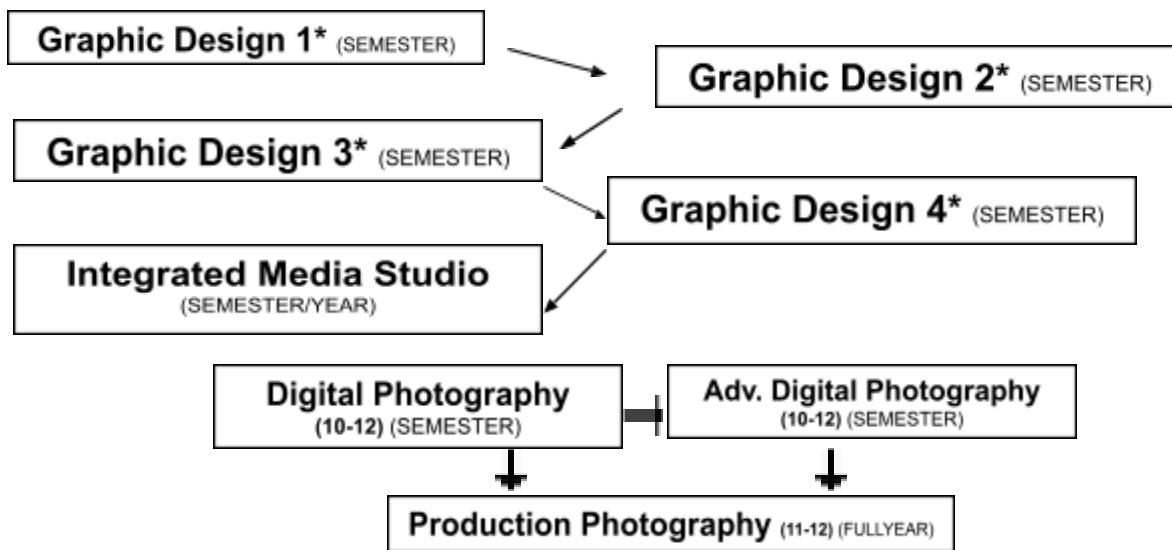 Graphic Design 1* (SEMESTER)
Graphic Design 2* (SEMESTER)
Graphic Design 3* (SEMESTER)
Graphic Design 4* (SEMESTER)
Integrated Media Studio
(SEMESTER/YEAR)
Digital Photography
(10-12) (SEMESTER)
Adv. Digital Photography
(10-12) (SEMESTER)
Production Photography (11-12) (FULLYEAR)